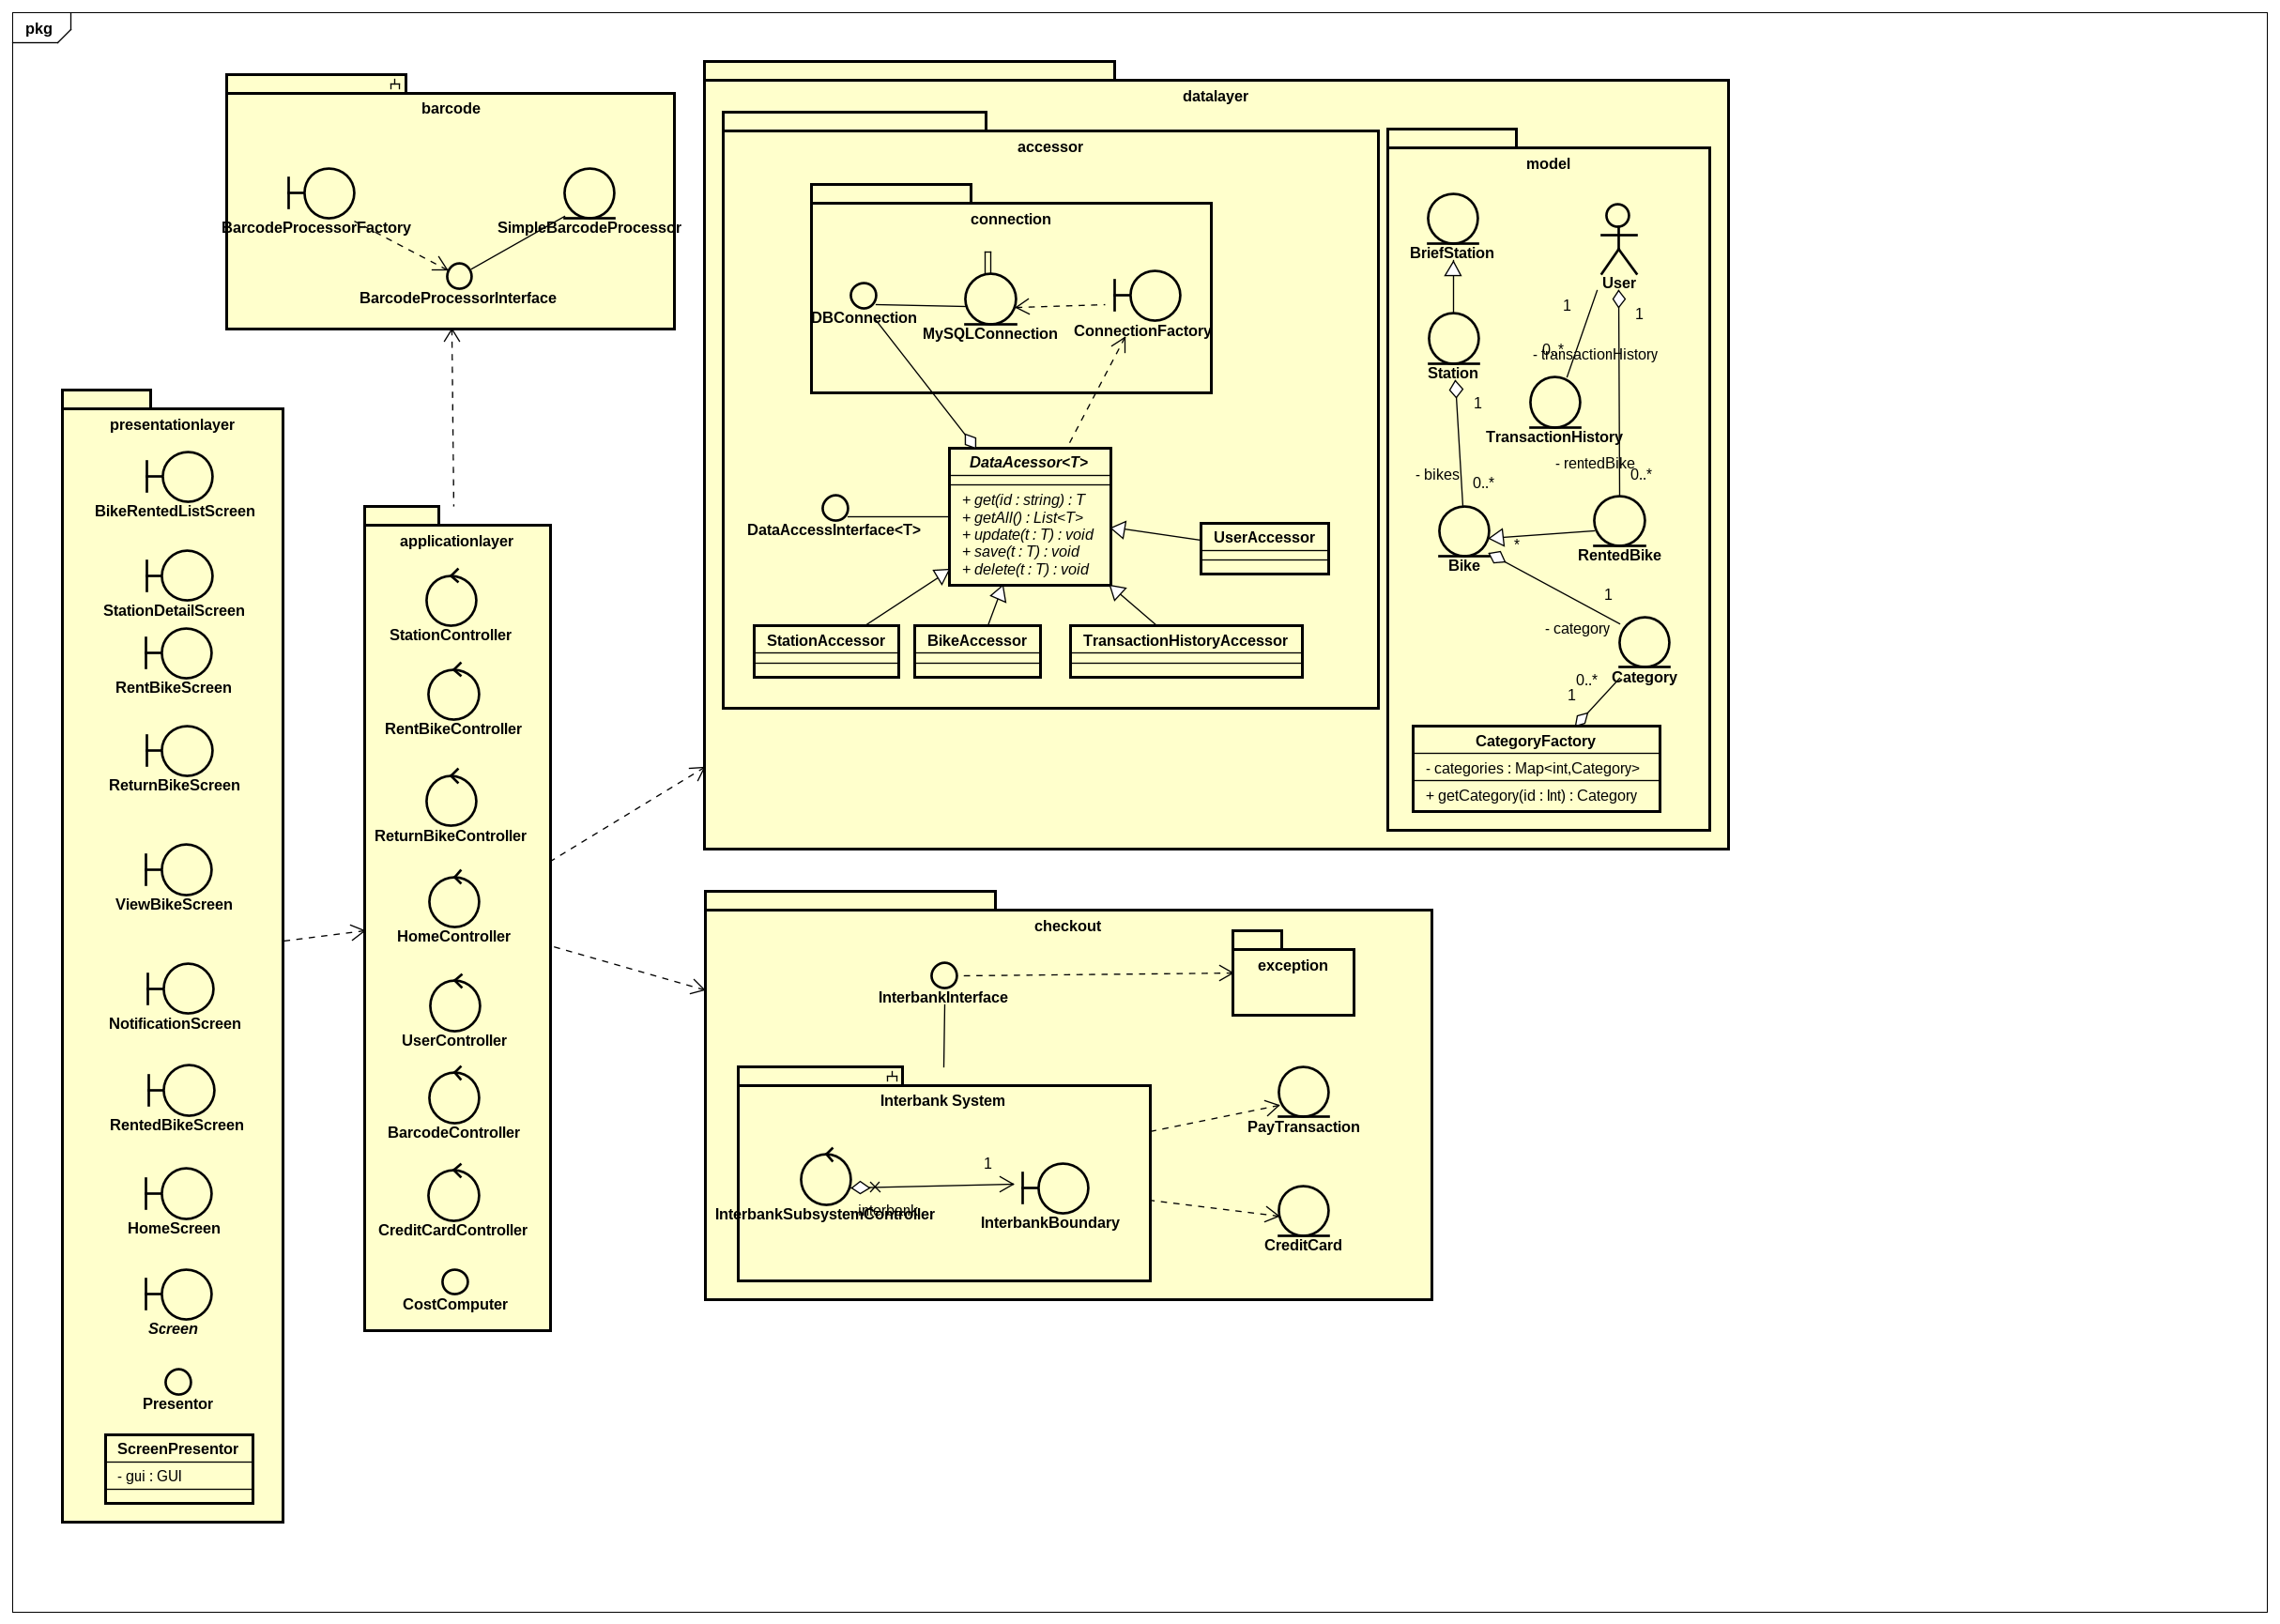 pkg
barcode
BarcodeProcessorFactory
SimpleBarcodeProcessor
BarcodeProcessorInterface
presentationlayer
BikeRentedListScreen
StationDetailScreen
RentBikeScreen
ReturnBikeScreen
ViewBikeScreen
NotificationScreen
RentedBikeScreen
HomeScreen
Screen
Presentor
ScreenPresentor
- gui : GUI
applicationlayer
StationController
RentBikeController
ReturnBikeController
HomeController
UserController
BarcodeController
CreditCardController
CostComputer
datalayer
accessor
connection
DBConnection
MySQLConnection
ConnectionFactory
DataAcessor<T>
+ get(id : string) : T
+ getAll() : List<T>
+ update(t : T) : void
+ save(t : T) : void
+ delete(t : T) : void
DataAccessInterface<T>
UserAccessor
StationAccessor
BikeAccessor
TransactionHistoryAccessor
model
BriefStation
User
1
1
0..*
- transactionHistory
Station
1
TransactionHistory
- rentedBike
0..*
- bikes
0..*
Bike
*
RentedBike
1
- category
Category
0..*
1
CategoryFactory
- categories : Map<int,Category>
+ getCategory(id : Int) : Category
checkout
InterbankInterface
exception
Interbank System
1
InterbankSubsystemController
- interbank
InterbankBoundary
PayTransaction
CreditCard